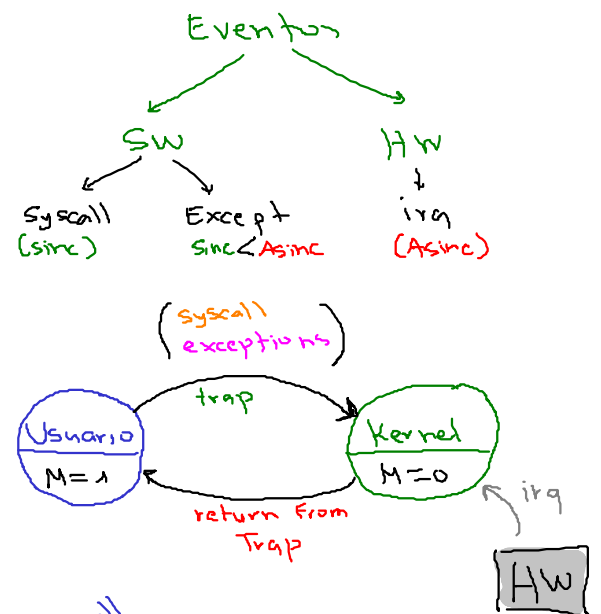 Eventos
SW HW
Syscall Except irq
(sinc) sinc < Asinc (Asinc)
(syscall
exceptions)
trap
Usuario Kernel
M=1 M=0
return From
Trap
irq
HW